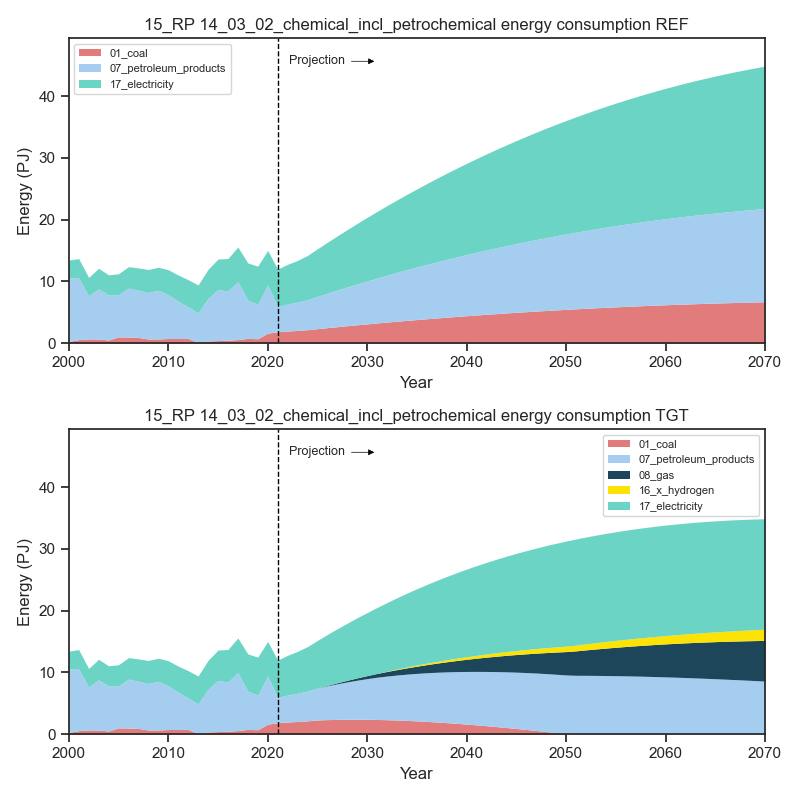 15_RP 14_03_02_chemical_incl_petrochemical energy consumption REF
01_coal
07_petroleum_products
17_electricity
Projection
Energy (PJ)
40
30
20
10
0
2000 2010 2020 2030 2040 2050 2060 2070
Year
15_RP 14_03_02_chemical_incl_petrochemical energy consumption TGT
Projection
01_coal
07_petroleum_products
08_gas
16_x_hydrogen
17_electricity
Energy (PJ)
40
30
20
10
0
2000 2010 2020 2030 2040 2050 2060 2070
Year